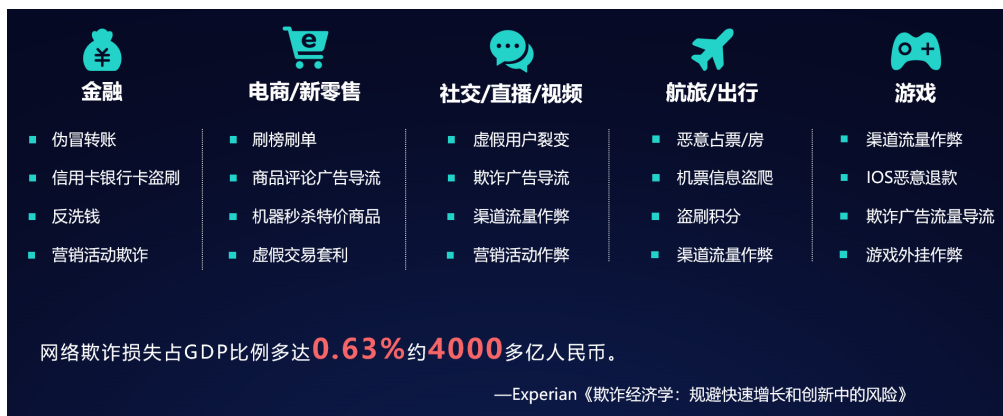 金融
伪冒转账
信用卡银行卡盗刷
反洗钱
营销活动欺诈
电商/新零售
刷榜刷单
商品评论广告导流
机器秒杀特价商品
虚假交易套利
社交/直播/视频
虚假用户裂变
欺诈广告导流
渠道流量作弊
营销活动作弊
航旅/出行
恶意占票/房
机票信息盗爬
盗刷积分
渠道流量作弊
游戏
渠道流量作弊
IOS恶意退款
欺诈广告流量导流
游戏外挂作弊
网络欺诈损失占GDP比例多达0.63%约4000多亿人民币。
—Experian《欺诈经济学：规避快速增长和创新中的风险》